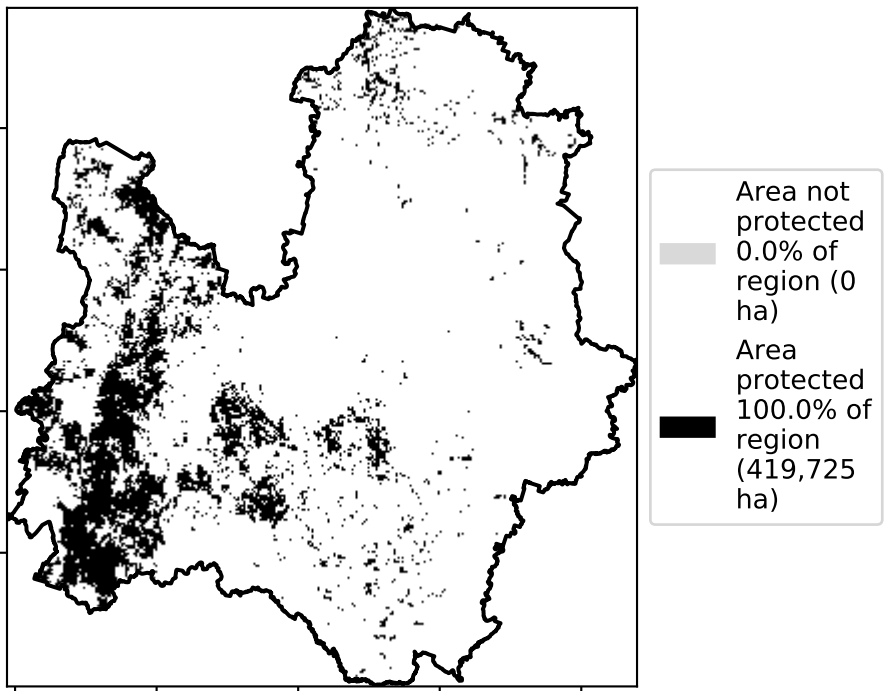 Area not
protected
0.0% of
region (0
ha)
Area
protected
100.0% of
region
(419,725
ha)